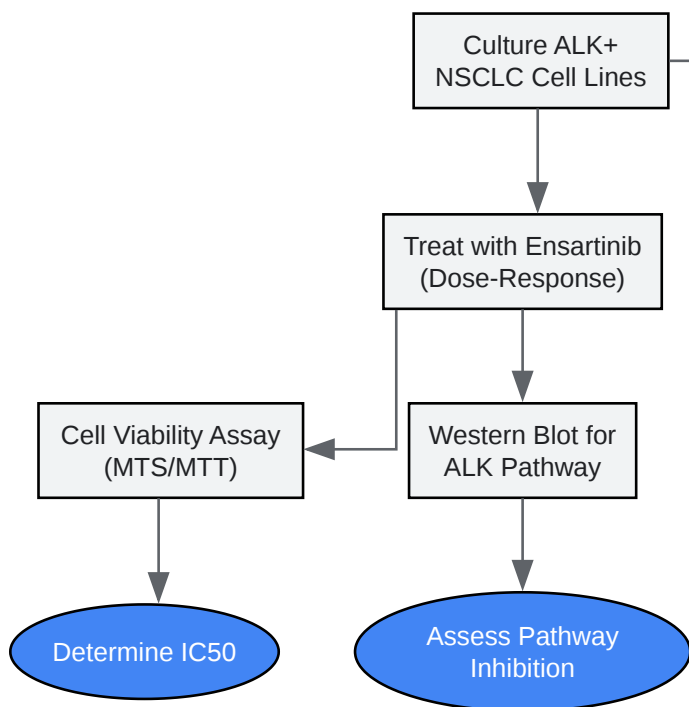 Culture ALK+
NSCLC Cell Lines
Treat with Ensartinib
(Dose-Response)
Cell Viability Assay
(MTS/MTT)
Western Blot for
ALK Pathway
Determine IC50
Assess Pathway
Inhibition